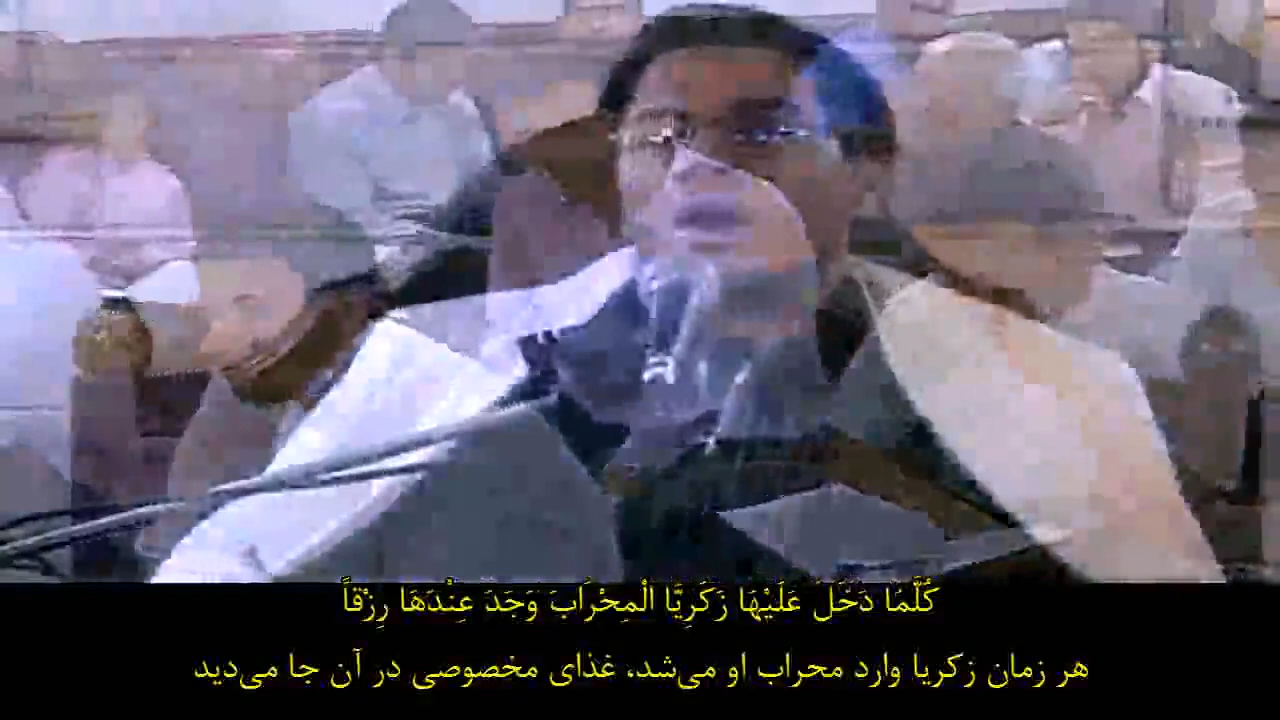 كُلَّمَا دَخَلَ عَلَيْهَا زَكَرِيَّا الْمِحْرَابَ وَجَدَ عِنْدَهَا رِزْقاً
هر زمان زکریا وارد محراب او می‌شد، غذای مخصوصی در آن جا می‌دید